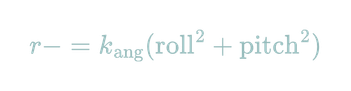 r− = k_ang(roll² + pitch²)